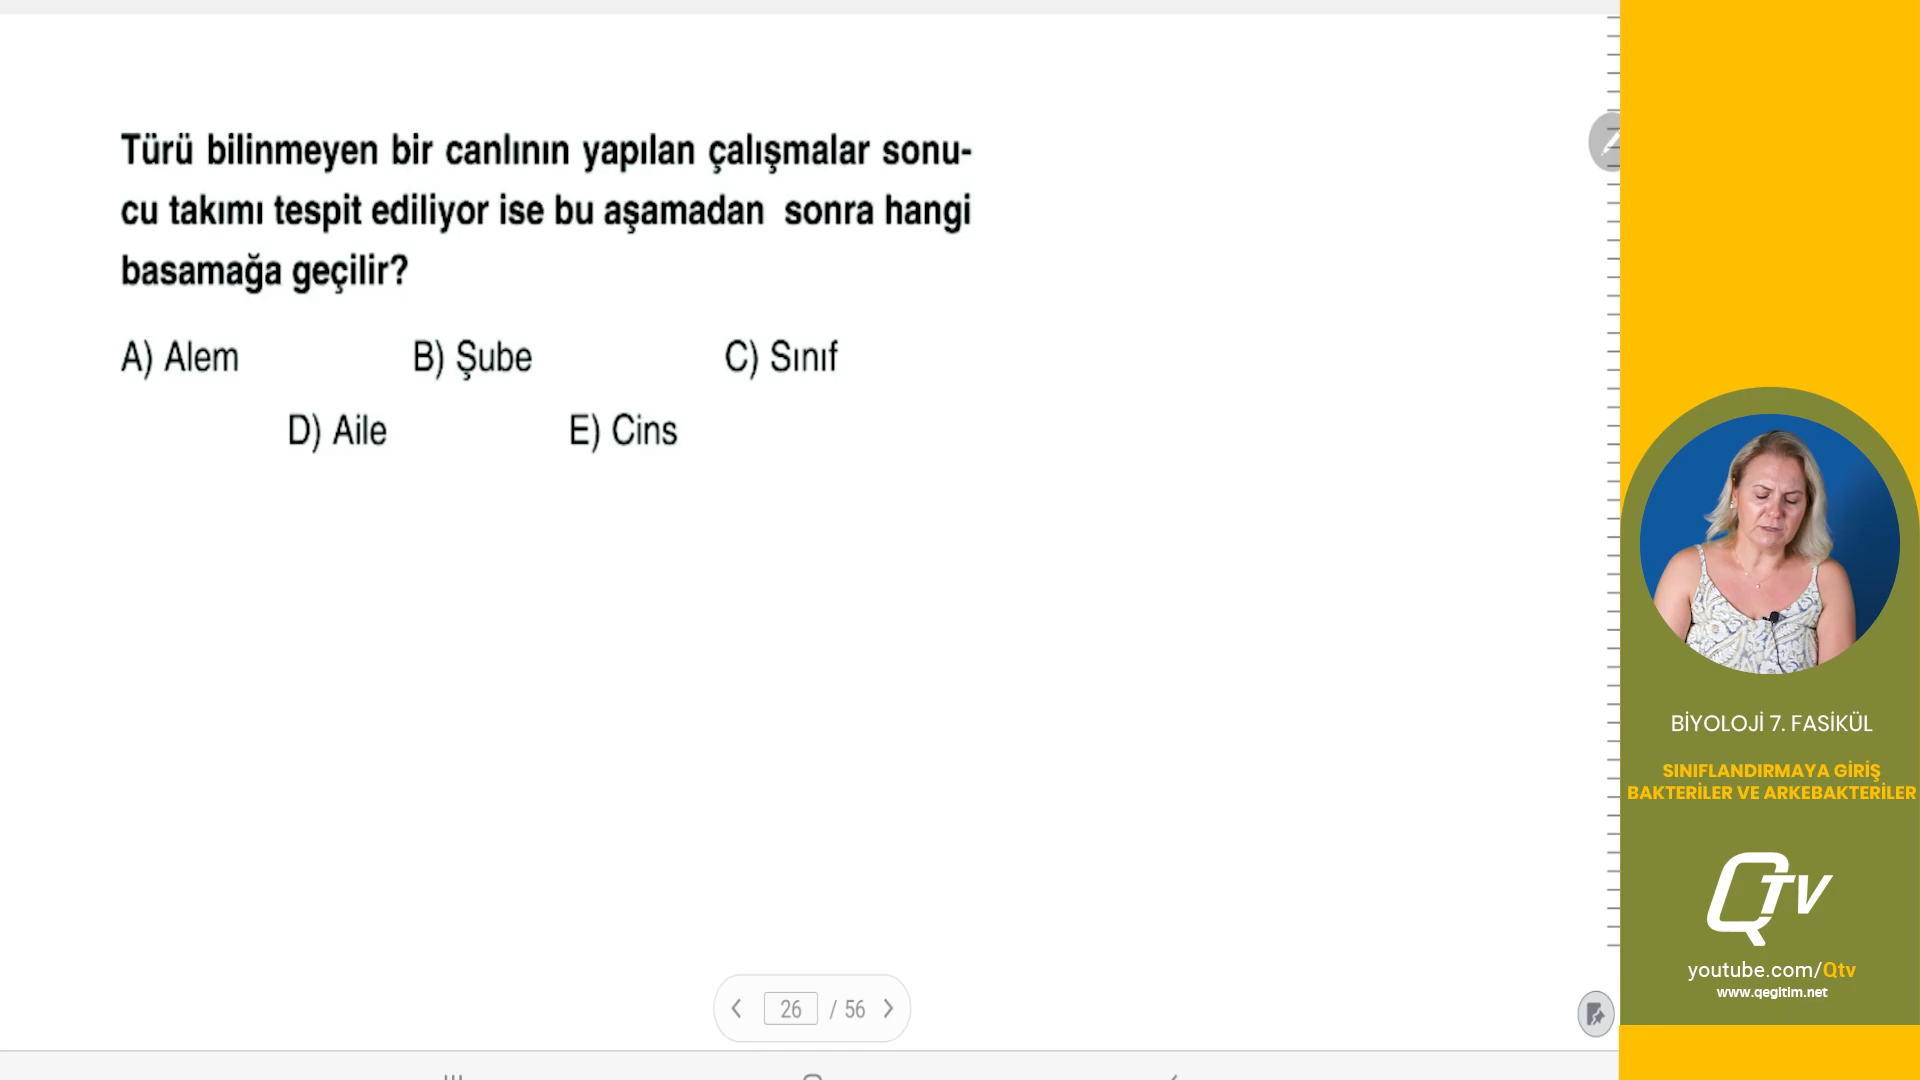 Türü bilinmeyen bir canlının yapılan çalışmalar sonu-
cu takımı tespit ediliyor ise bu aşamadan sonra hangi
basamağa geçilir?
A) Alem B) Şube C) Sınıf
D) Aile E) Cins
26 / 56
BİYOLOJİ 7. FASİKÜL
SINIFLANDIRMAYA GİRİŞ
BAKTERİLER VE ARKEBAKTERİLER
QTV
youtube.com/Qtv
www.qegitim.net